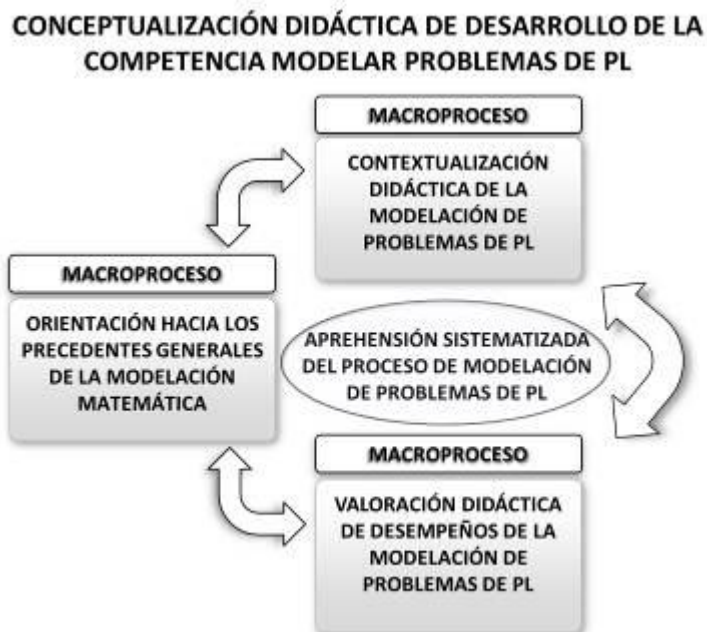 CONCEPTUALIZACIÓN DIDÁCTICA DE DESARROLLO DE LA
COMPETENCIA MODELAR PROBLEMAS DE PL
MACROPROCESO
CONTEXTUALIZACIÓN
DIDÁCTICA DE LA
MODELACIÓN DE
PROBLEMAS DE PL
MACROPROCESO
ORIENTACIÓN HACIA LOS
PRECEDENTES GENERALES
DE LA MODELACIÓN
MATEMÁTICA
APREHENSIÓN SISTEMATIZADA
DEL PROCESO DE MODELACIÓN
DE PROBLEMAS DE PL
MACROPROCESO
VALORACIÓN DIDÁCTICA
DE DESEMPEÑOS DE LA
MODELACIÓN DE
PROBLEMAS DE PL